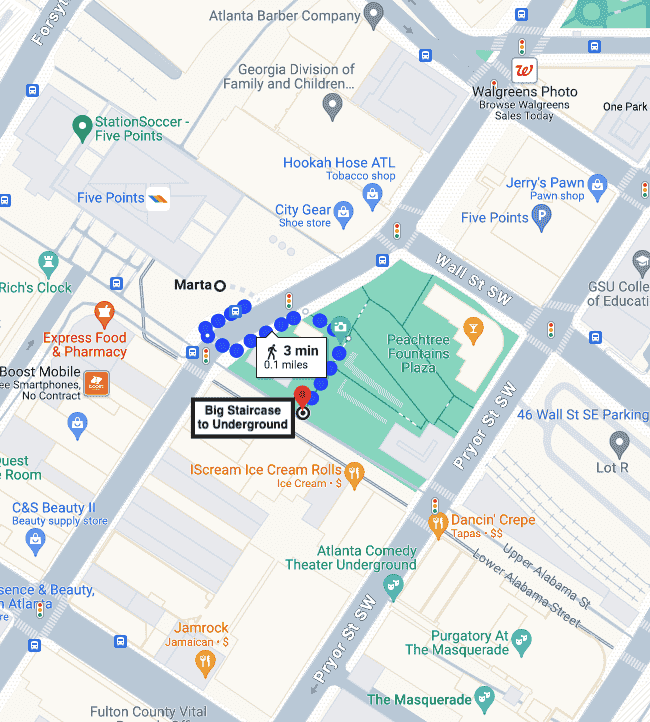 Forsyt
Atlanta Barber Company
Georgia Division of
Family and Children...
Walgreens Photo
Browse Walgreens
Sales Today
One Park
StationSoccer -
Five Points
Hookah Hose ATL
Tobacco shop
Five Points
City Gear
Shoe store
Jerry's Pawn
Pawn shop
Five Points
P
Wall St SW
GSU Colle
of Educati
Marta
Rich's Clock
Express Food
& Pharmacy
3 min
0.1 miles
Peachtree
Fountains
Plaza
Boost Mobile
ee Smartphones,
No Contract
boost
Big Staircase
to Underground
Pryor St SW
46 Wall St SE Parking
Lot R
uest
e Room
IScream Ice Cream Rolls
Ice Cream • $
C&S Beauty II
Beauty supply store
Dancin' Crepe
Tapas • $$
Atlanta Comedy
Theater Underground
Upper Alabama St
Lower Alabama Street
sence & Beauty,
n Atlanta
re
Jamrock
Jamaican • $
Pryor St SW
Purgatory At
The Masquerade
The Masquerade
Fulton County Vital